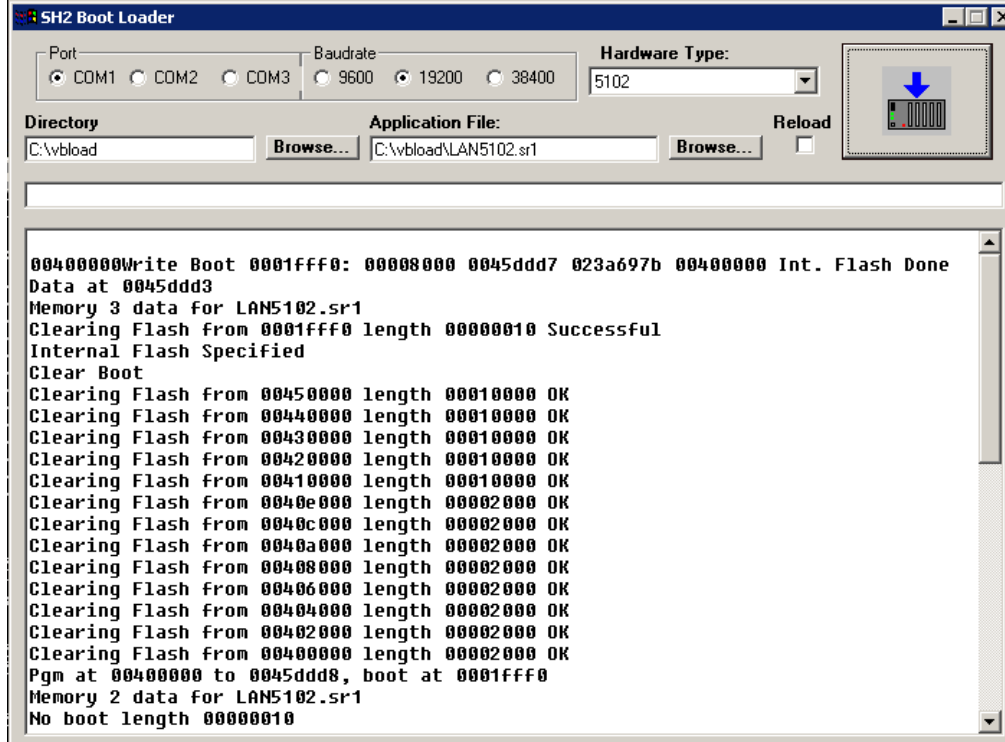 SH2 Boot Loader
Port
COM1 COM2 COM3
Baudrate
9600 19200 38400
Hardware Type:
5102
Directory
C:\vbload
Browse...
Application File:
C:\vbload\LAN5102.sr1
Browse...
Reload
00400000Write Boot 0001fff0: 00008000 0045ddd7 023a697b 00400000 Int. Flash Done
Data at 0045ddd3
Memory 3 data for LAN5102.sr1
Clearing Flash from 0001fff0 length 00000010 Successful
Internal Flash Specified
Clear Boot
Clearing Flash from 00450000 length 00010000 OK
Clearing Flash from 00440000 length 00010000 OK
Clearing Flash from 00430000 length 00010000 OK
Clearing Flash from 00420000 length 00010000 OK
Clearing Flash from 00410000 length 00010000 OK
Clearing Flash from 0040e000 length 00002000 OK
Clearing Flash from 0040c000 length 00002000 OK
Clearing Flash from 0040a000 length 00002000 OK
Clearing Flash from 00408000 length 00002000 OK
Clearing Flash from 00406000 length 00002000 OK
Clearing Flash from 00404000 length 00002000 OK
Clearing Flash from 00402000 length 00002000 OK
Clearing Flash from 00400000 length 00002000 OK
Pgm at 00400000 to 0045ddd8, boot at 0001fff0
Memory 2 data for LAN5102.sr1
No boot length 00000010